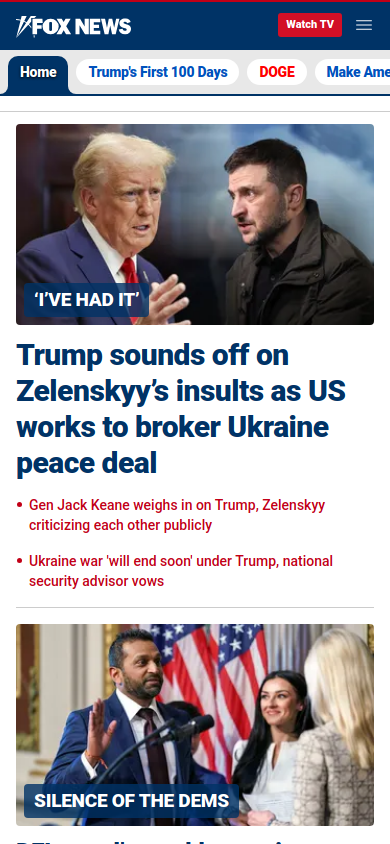 FOX NEWS
Watch TV
Home
Trump's First 100 Days
DOGE
Make Ame
‘I’VE HAD IT’
Trump sounds off on
Zelenskyy’s insults as US
works to broker Ukraine
peace deal
Gen Jack Keane weighs in on Trump, Zelenskyy
criticizing each other publicly
Ukraine war 'will end soon' under Trump, national
security advisor vows
SILENCE OF THE DEMS